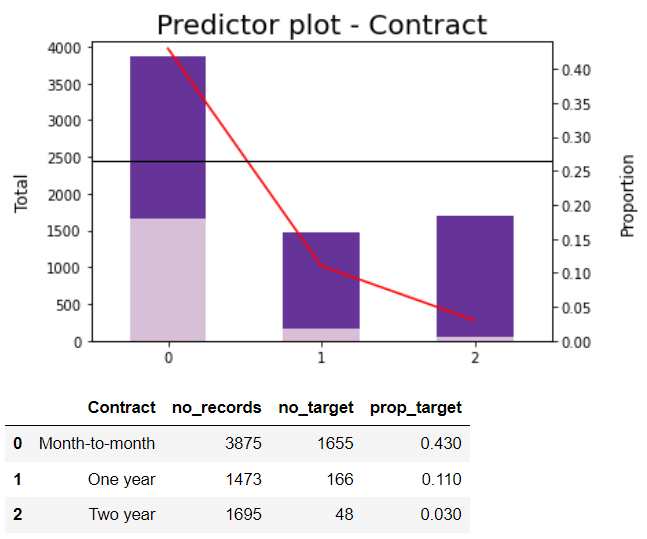 Predictor plot - Contract
4000
3500
3000
2500
2000
1500
1000
500
0
Total
0.40
0.35
0.30
0.25
0.20
0.15
0.10
0.05
0.00
Proportion
0 1 2
Contract no_records no_target prop_target
0 Month-to-month 3875 1655 0.430
1 One year 1473 166 0.110
2 Two year 1695 48 0.030